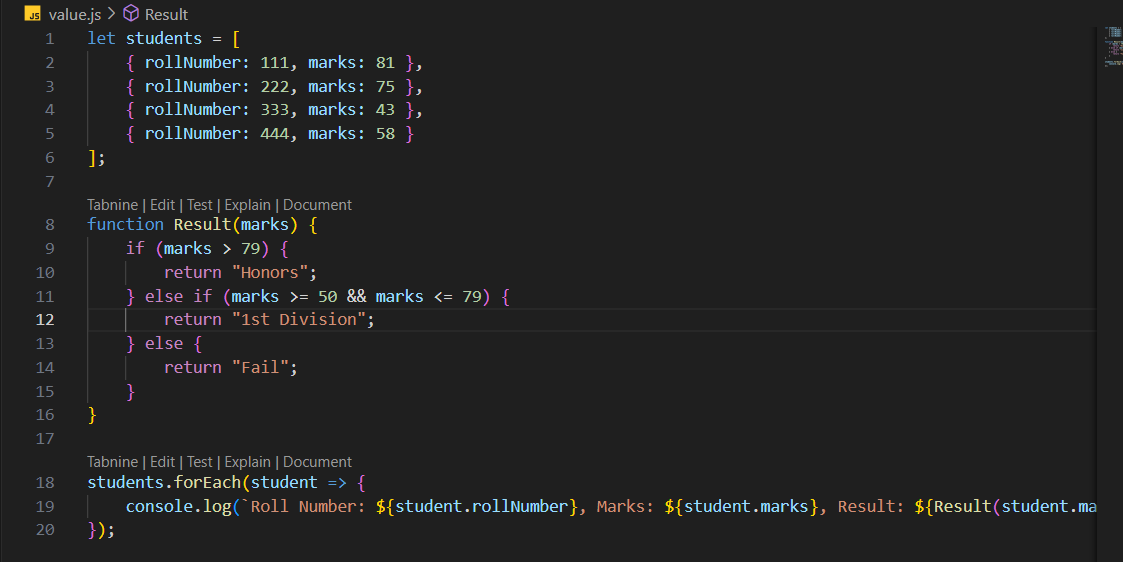 value.js > Result
1 let students = [
2     { rollNumber: 111, marks: 81 },
3     { rollNumber: 222, marks: 75 },
4     { rollNumber: 333, marks: 43 },
5     { rollNumber: 444, marks: 58 }
6 ];
7
Tabnine | Edit | Test | Explain | Document
8 function Result(marks) {
9     if (marks > 79) {
10         return "Honors";
11     } else if (marks >= 50 && marks <= 79) {
12         return "1st Division";
13     } else {
14         return "Fail";
15     }
16 }
17
Tabnine | Edit | Test | Explain | Document
18 students.forEach(student => {
19     console.log(`Roll Number: ${student.rollNumber}, Marks: ${student.marks}, Result: ${Result(student.ma
20 });